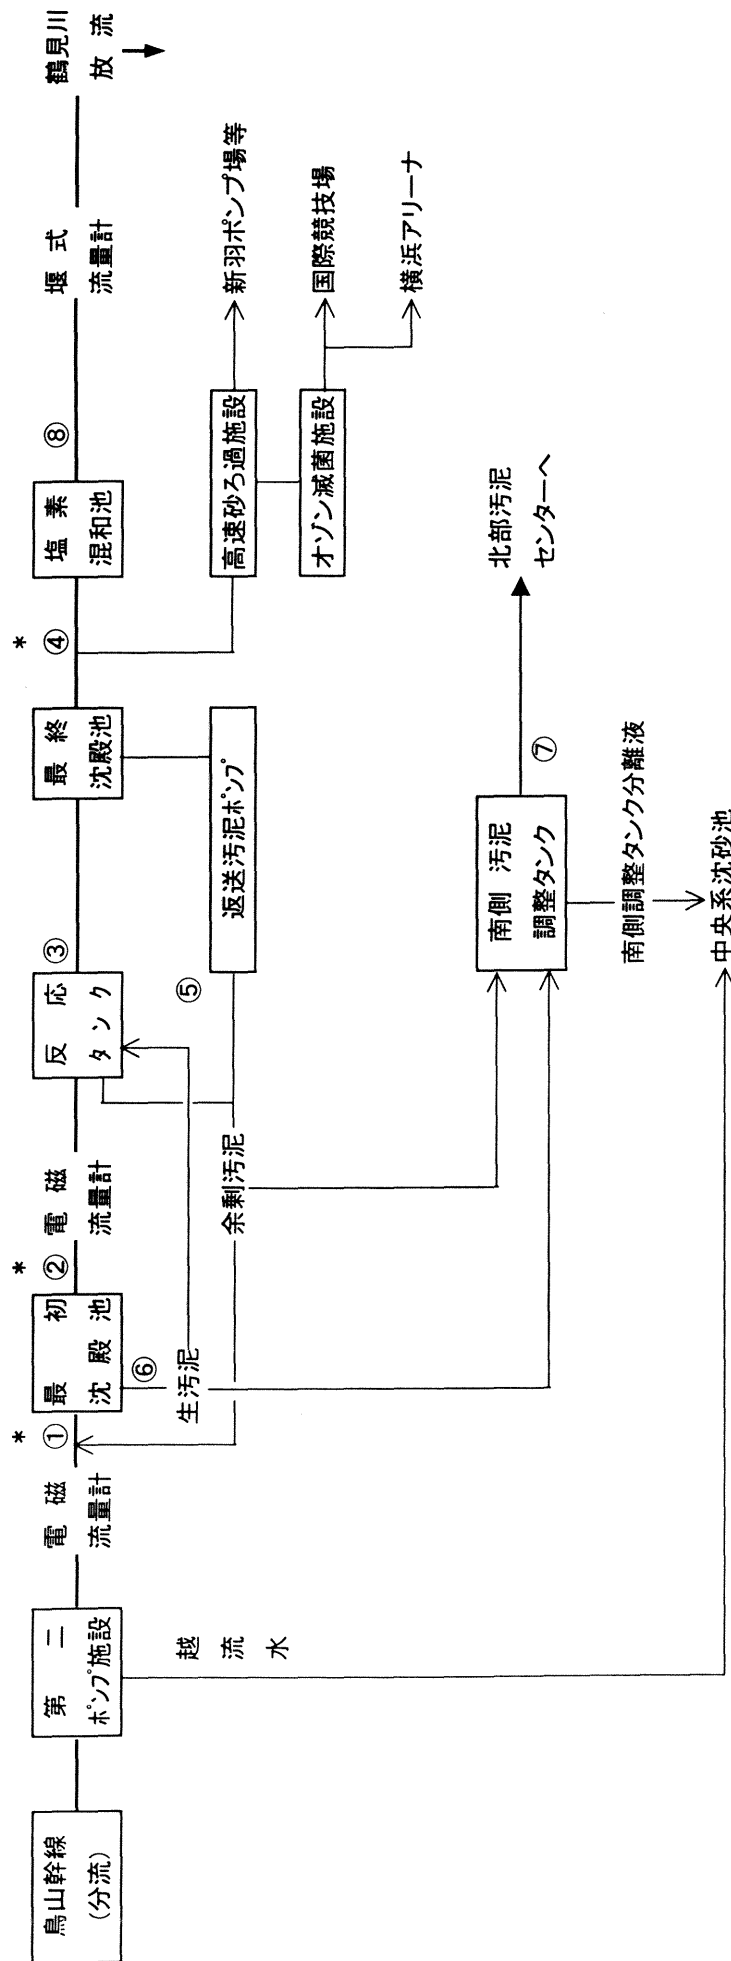 鳥山幹線
(分流)
第二
ポンプ施設
電磁
流量計
*
①
最初
沈殿池
*
②
電磁
流量計
反応
タンク
③
最終
沈殿池
*
④
塩素
混和池
⑧
堰式
流量計
鶴見川
放流
越流水
生汚泥
⑥
余剰汚泥
⑤
返送汚泥ポンプ
高速砂ろ過施設
新羽ポンプ場等
オゾン滅菌施設
国際競技場
横浜アリーナ
南側 汚泥
調整タンク
⑦
北部汚泥
センターへ
南側調整タンク分離液
中央系沈砂池